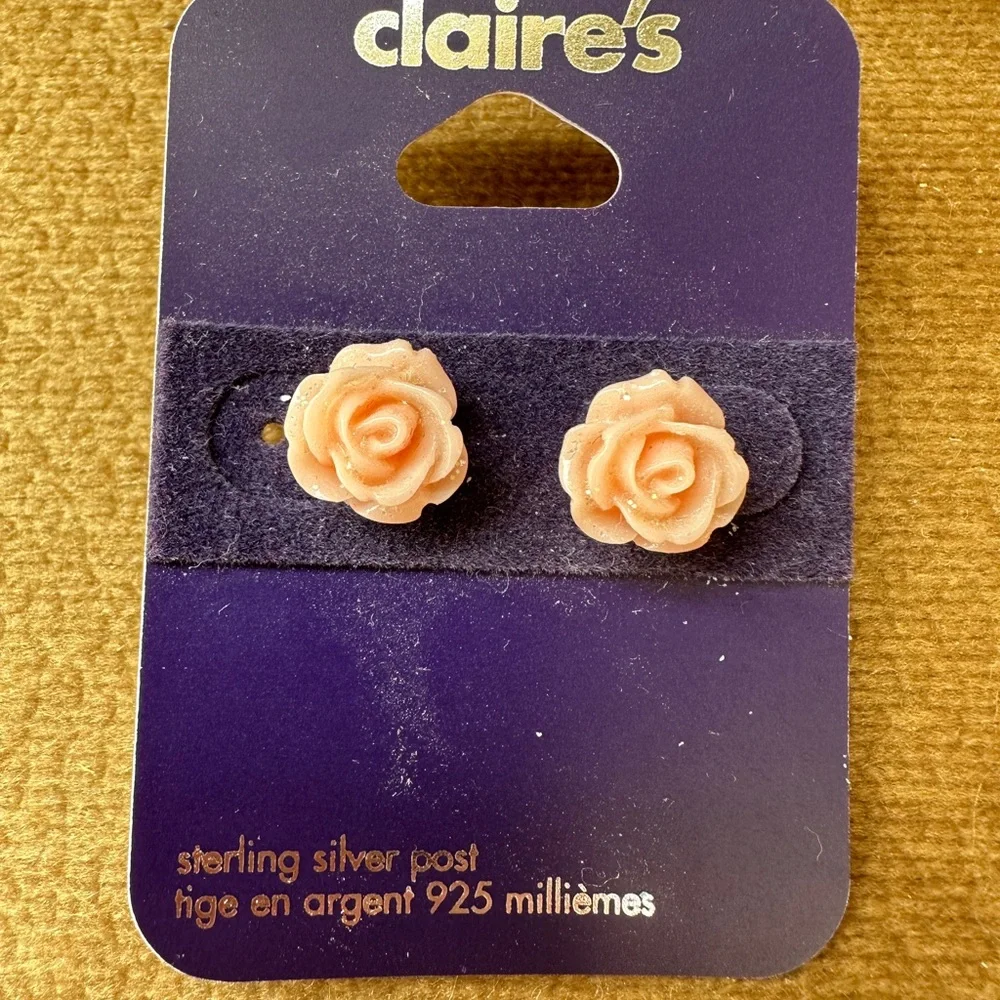 claire's
sterling silver post
tige en argent 925 millièmes